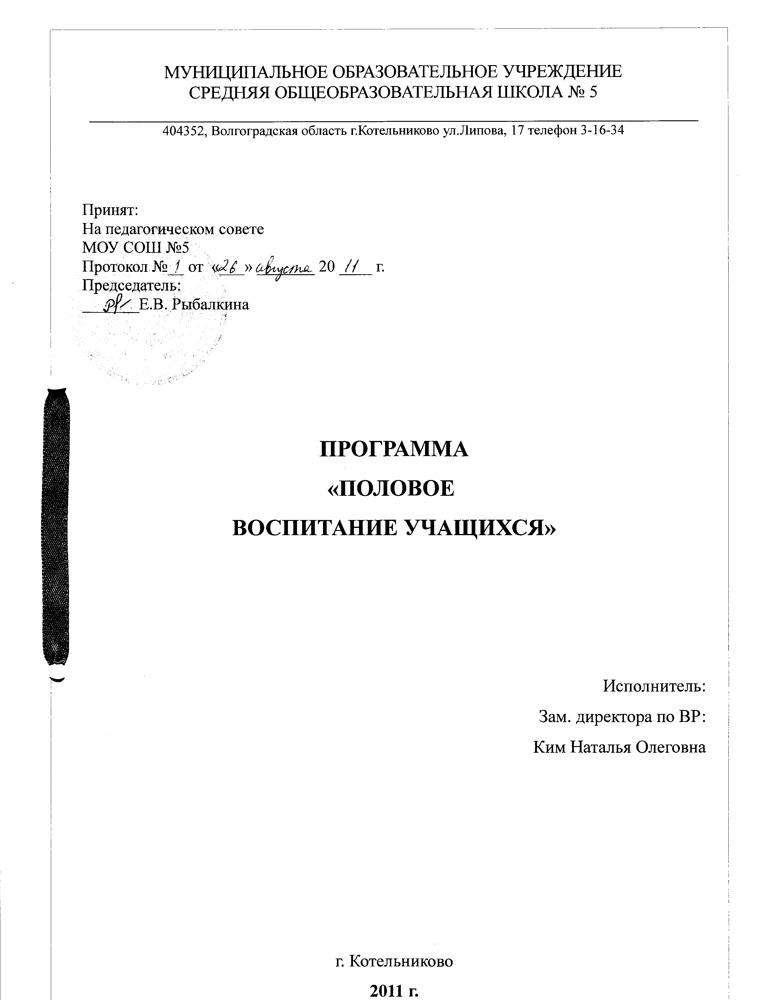 МУНИЦИПАЛЬНОЕ ОБРАЗОВАТЕЛЬНОЕ УЧРЕЖДЕНИЕ
СРЕДНЯЯ ОБЩЕОБРАЗОВАТЕЛЬНАЯ ШКОЛА № 5
404352, Волгоградская область г.Котельниково ул.Липова, 17 телефон 3-16-34
Принят:
На педагогическом совете
МОУ СОШ №5
Протокол № 1 от «26» августа 20 11 г.
Председатель:
Е.В. Рыбалкина
ПРОГРАММА
«ПОЛОВОЕ
ВОСПИТАНИЕ УЧАЩИХСЯ»
Исполнитель:
Зам. директора по ВР:
Ким Наталья Олеговна
г. Котельниково
2011 г.